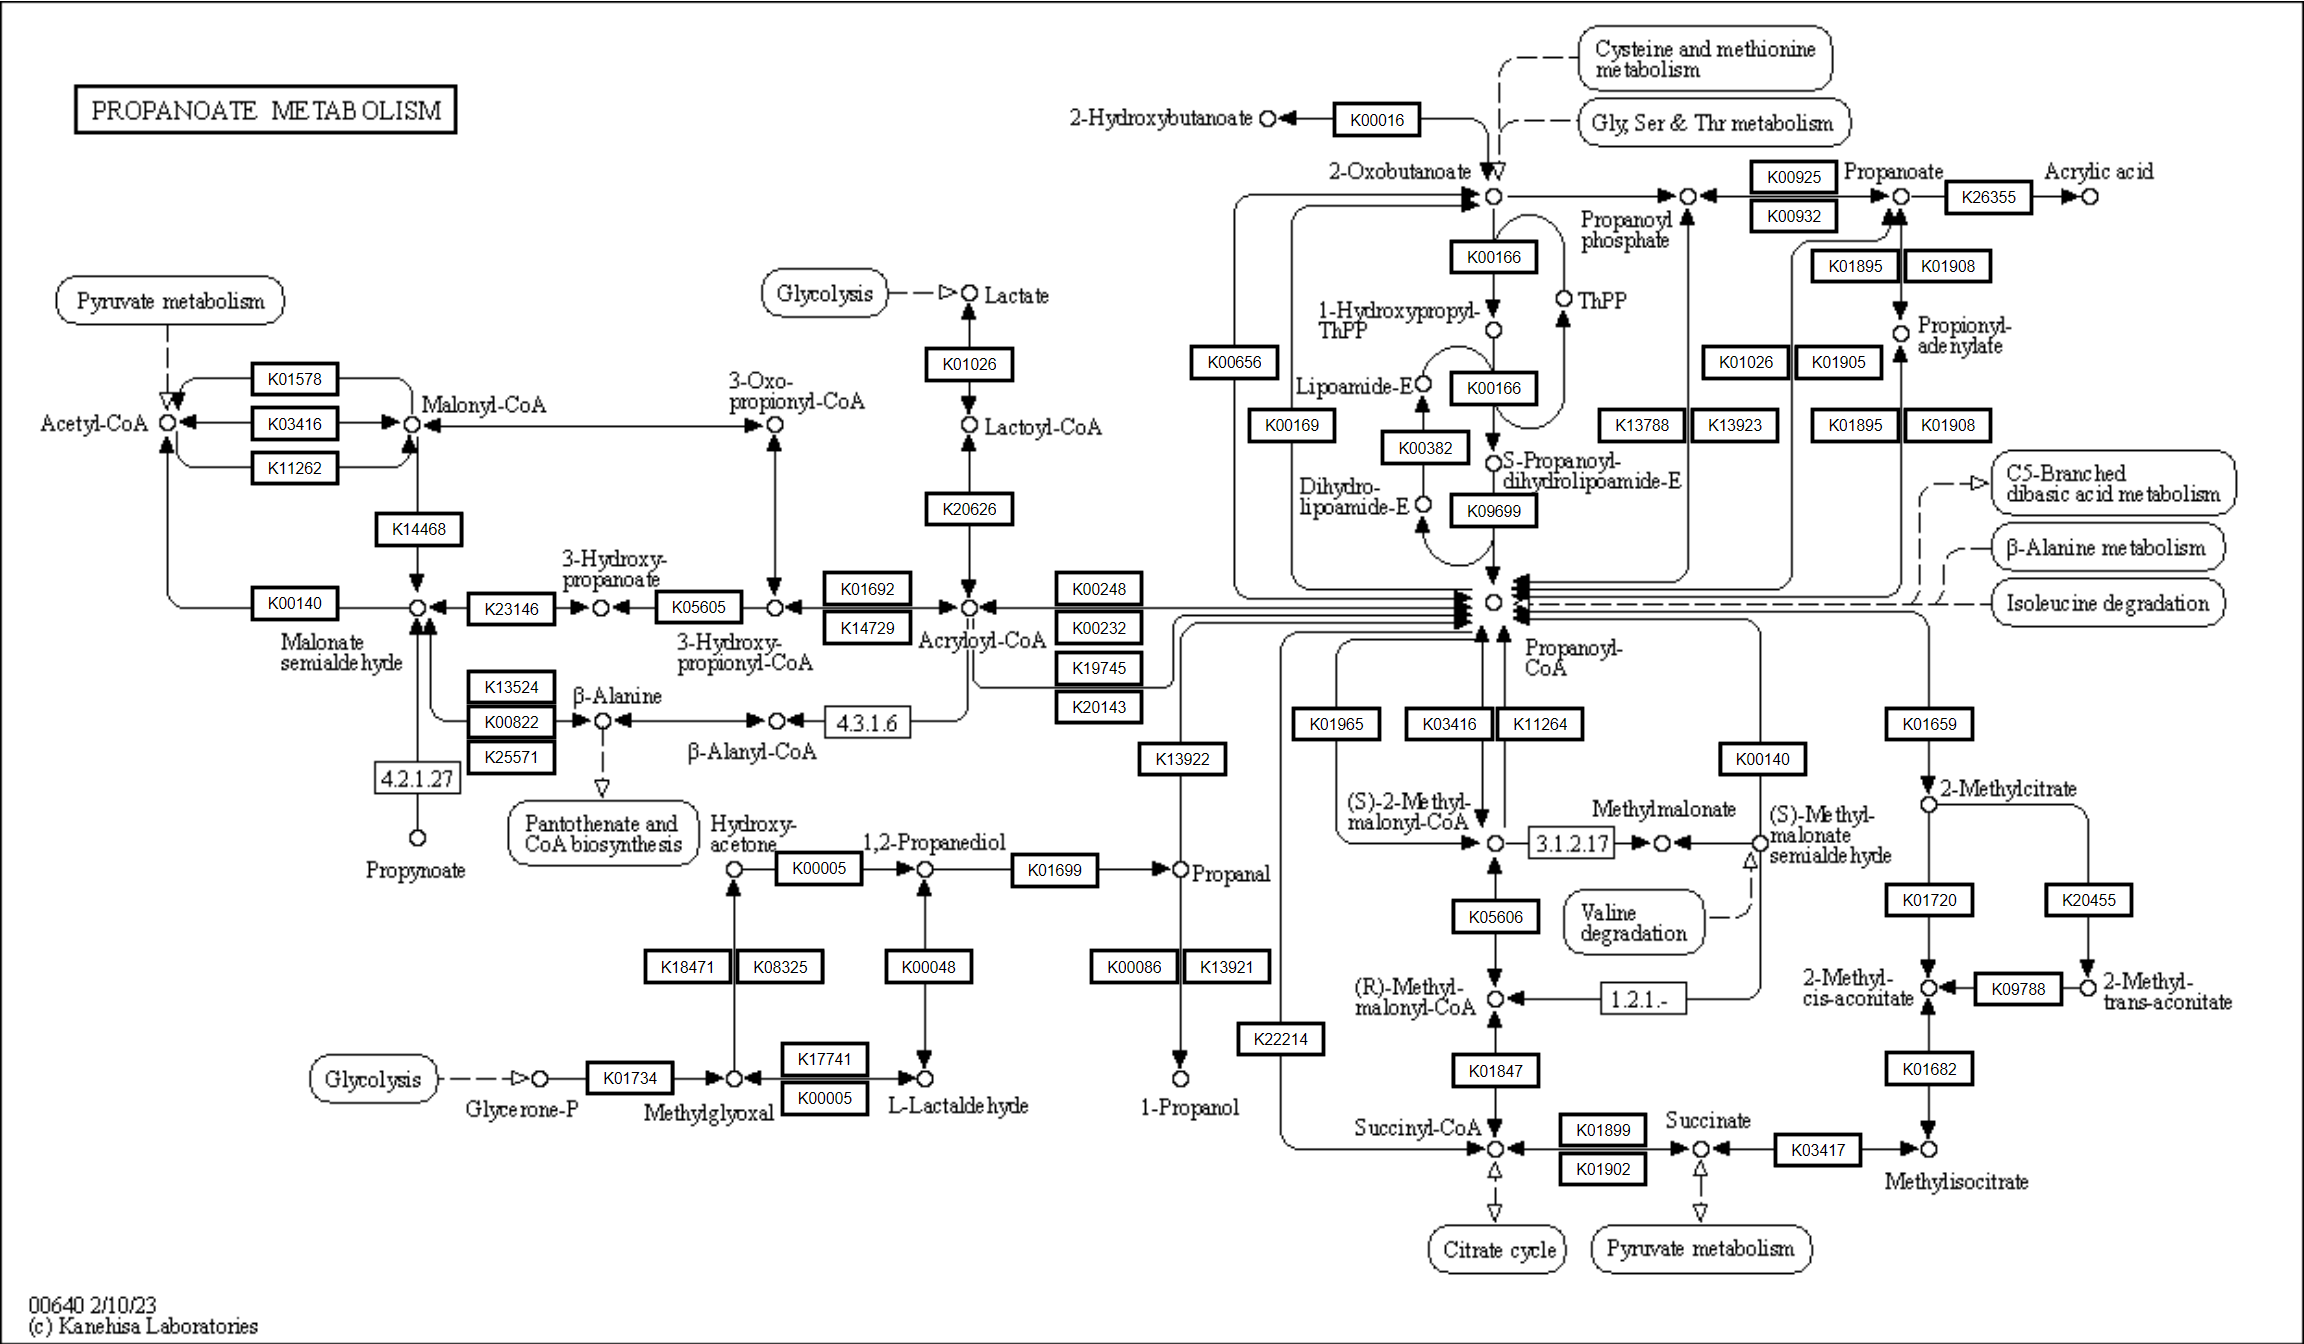 Cysteine and methionine
metabolism
PROPANOATE METABOLISM
2-Hydroxybutanoate
K00016
Gly, Ser & Thr metabolism
2-Oxobutanoate
K00925
Propanoate
Acrylic acid
K26355
K00932
Propanoyl
phosphate
K00166
K01895
K01908
Pyruvate metabolism
Glycolysis
Lactate
1-Hydroxypropyl-
ThPP
ThPP
Propionyl-
adenylate
K00656
K01026
K01905
K01026
K01578
3-Oxo-
propionyl-CoA
Lipoamide-E
K00166
Malonyl-CoA
Acetyl-CoA
K03416
Lactoyl-CoA
K00169
K13788
K13923
K01895
K01908
K00382
K11262
S-Propanoyl-
dihydrolipoamide-E
C5-Branched
dibasic acid metabolism
Dihydro-
lipoamide-E
K20626
K09699
K14468
β-Alanine metabolism
3-Hydroxy-
propanoate
K01692
K00248
K00140
K23146
K05605
Isoleucine degradation
K14729
K00232
Malonate
semialdehyde
3-Hydroxy-
propionyl-CoA
Acryloyl-CoA
Propanoyl-
CoA
K19745
K13524
β-Alanine
K20143
K00822
4.3.1.6
K01965
K03416
K11264
K01659
K25571
β-Alanyl-CoA
K13922
K00140
4.2.1.27
2-Methylcitrate
(S)-2-Methyl-
malonyl-CoA
Methylmalonate
(S)-Methyl-
malonate
semialdehyde
Pantothenate and
CoA biosynthesis
Hydroxy-
acetone
1,2-Propanediol
3.1.2.17
Propynoate
K00005
K01699
Propanal
K01720
K20455
K05606
Valine
degradation
K18471
K08325
K00048
K00086
K13921
2-Methyl-
cis-aconitate
K09788
2-Methyl-
trans-aconitate
(R)-Methyl-
malonyl-CoA
1.2.1.-
K22214
K17741
K01847
K01682
Glycolysis
K01734
K00005
Glycerone-P
Methylglyoxal
L-Lactaldehyde
1-Propanol
Succinyl-CoA
K01899
Succinate
K03417
K01902
Methylisocitrate
Citrate cycle
Pyruvate metabolism
00640 2/10/23
(c) Kanehisa Laboratories